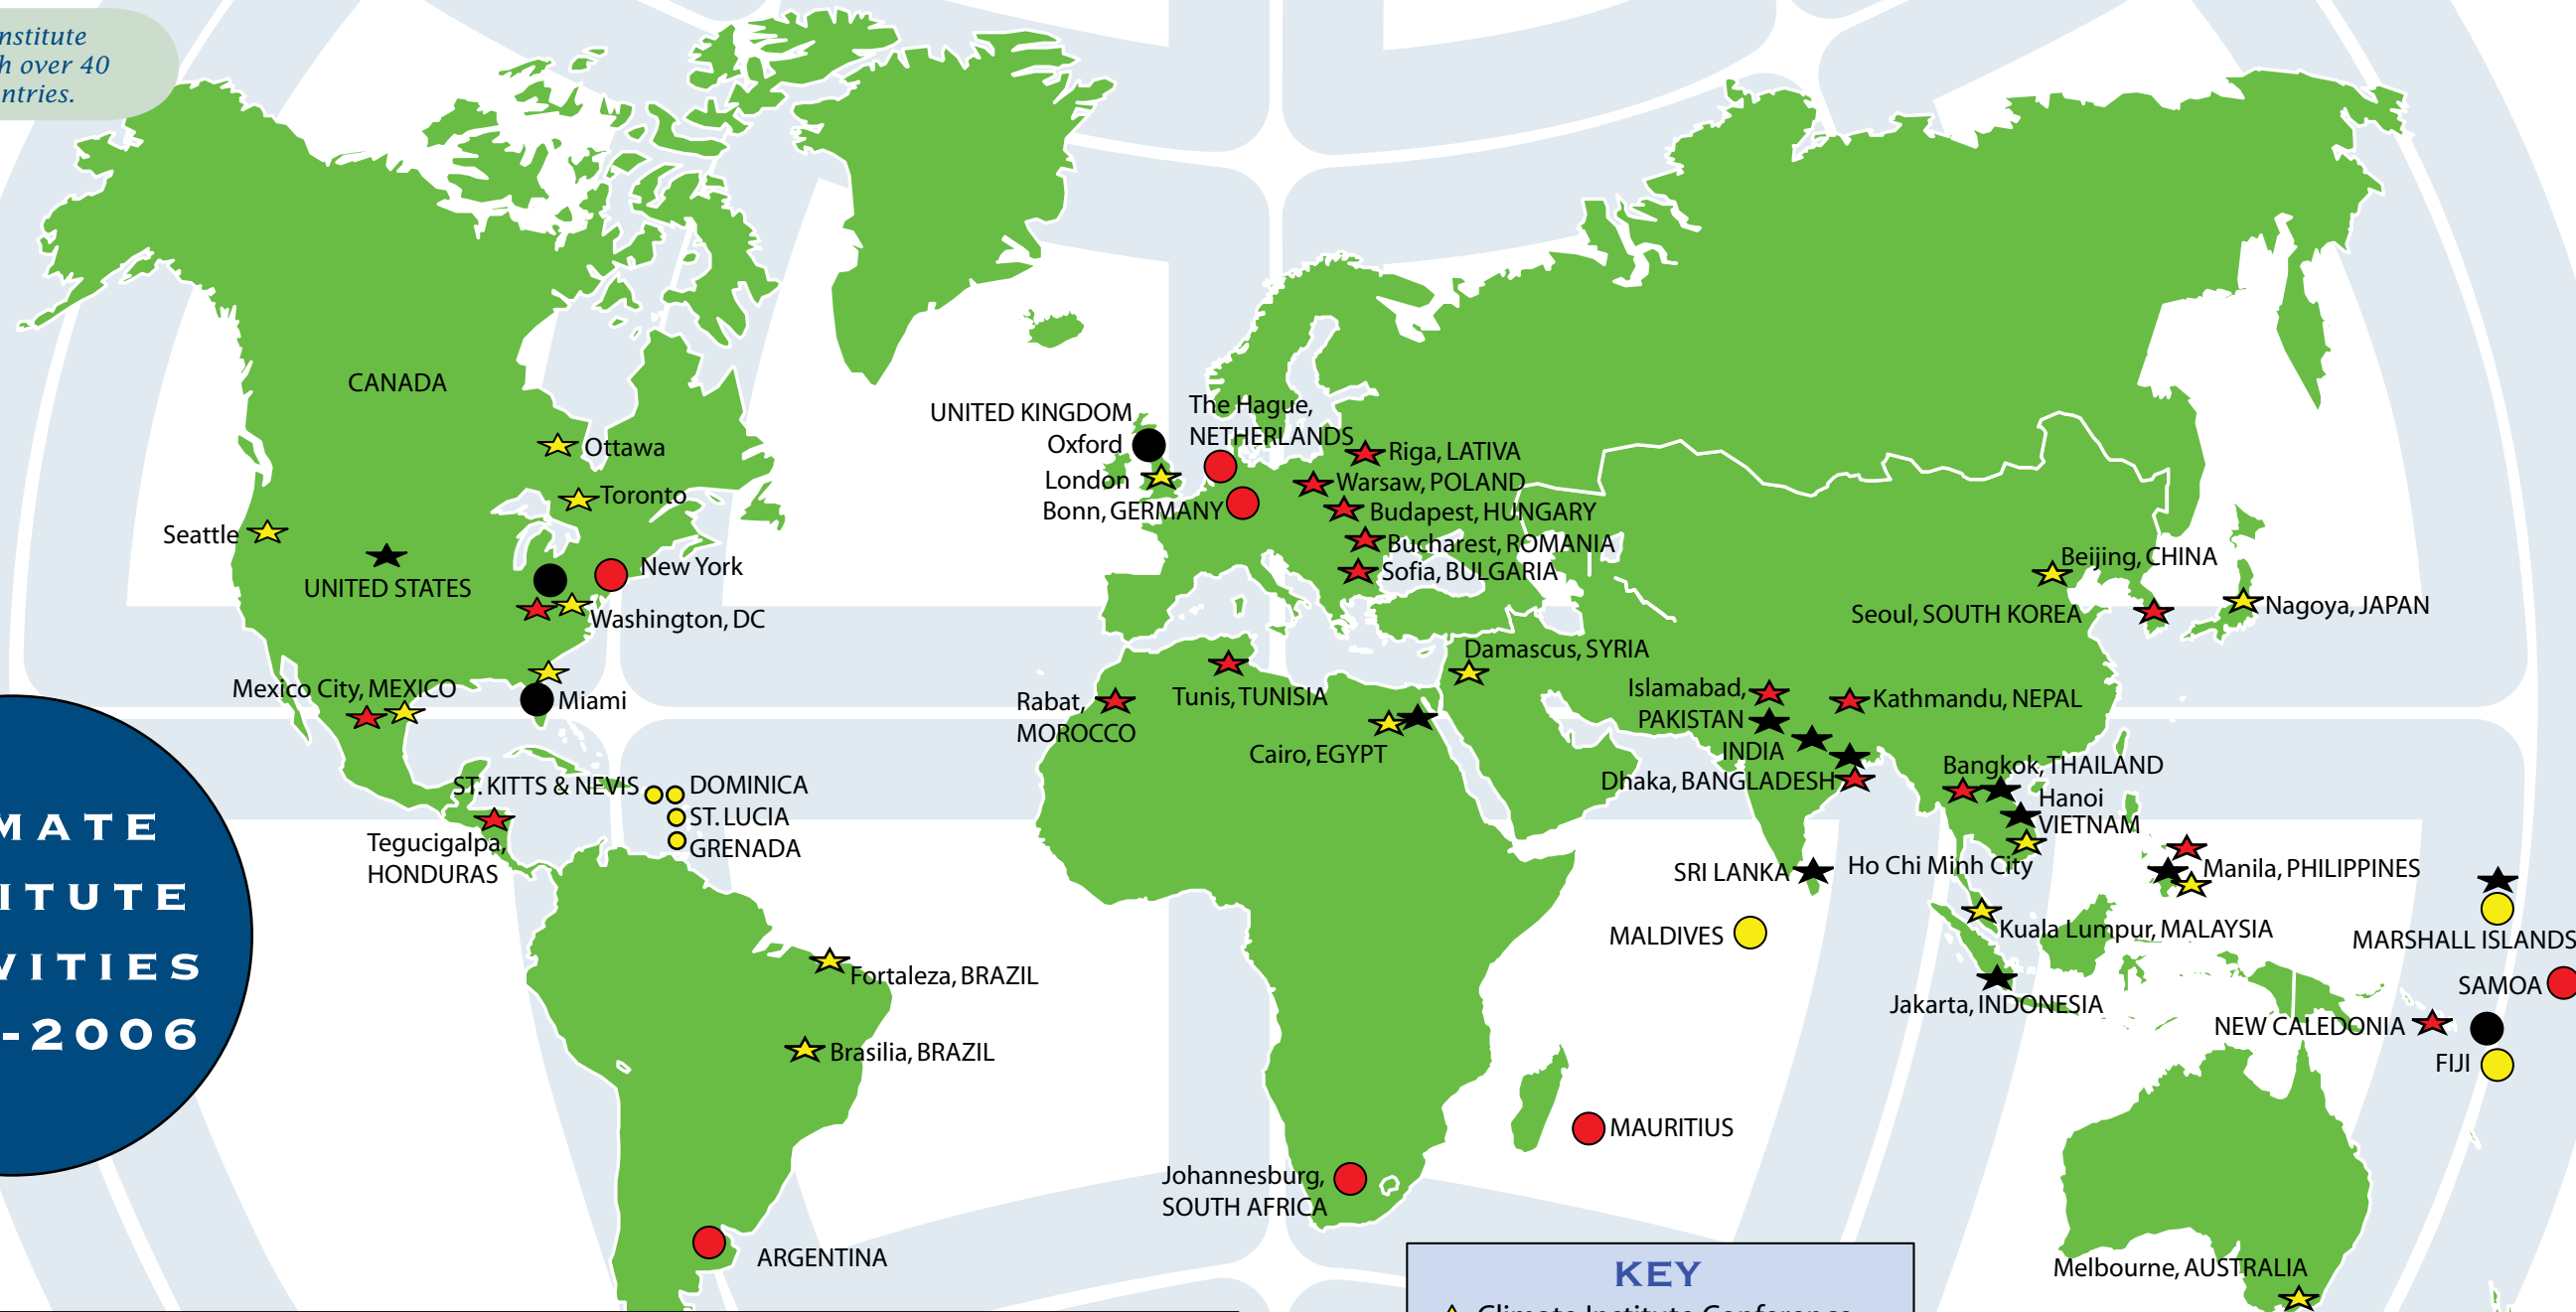 nstitute
h over 40
ntries.
CANADA
Ottawa
Toronto
Seattle
UNITED STATES
New York
Washington, DC
Mexico City, MEXICO
Miami
ST. KITTS & NEVIS
DOMINICA
ST. LUCIA
GRENADA
Tegucigalpa,
HONDURAS
Fortaleza, BRAZIL
Brasilia, BRAZIL
ARGENTINA
MATE
ITUTE
VITIES
-2006
UNITED KINGDOM
Oxford
London
Bonn, GERMANY
The Hague,
NETHERLANDS
Riga, LATIVA
Warsaw, POLAND
Budapest, HUNGARY
Bucharest, ROMANIA
Sofia, BULGARIA
Rabat,
MOROCCO
Tunis, TUNISIA
Cairo, EGYPT
Damascus, SYRIA
Islamabad,
PAKISTAN
INDIA
Dhaka, BANGLADESH
Kathmandu, NEPAL
Beijing, CHINA
Seoul, SOUTH KOREA
Nagoya, JAPAN
Bangkok, THAILAND
Hanoi
VIETNAM
Ho Chi Minh City
SRI LANKA
MALDIVES
Manila, PHILIPPINES
Kuala Lumpur, MALAYSIA
Jakarta, INDONESIA
MARSHALL ISLANDS
SAMOA
NEW CALEDONIA
FIJI
MAURITIUS
Johannesburg,
SOUTH AFRICA
Melbourne, AUSTRALIA
KEY
Climate Institute Conference